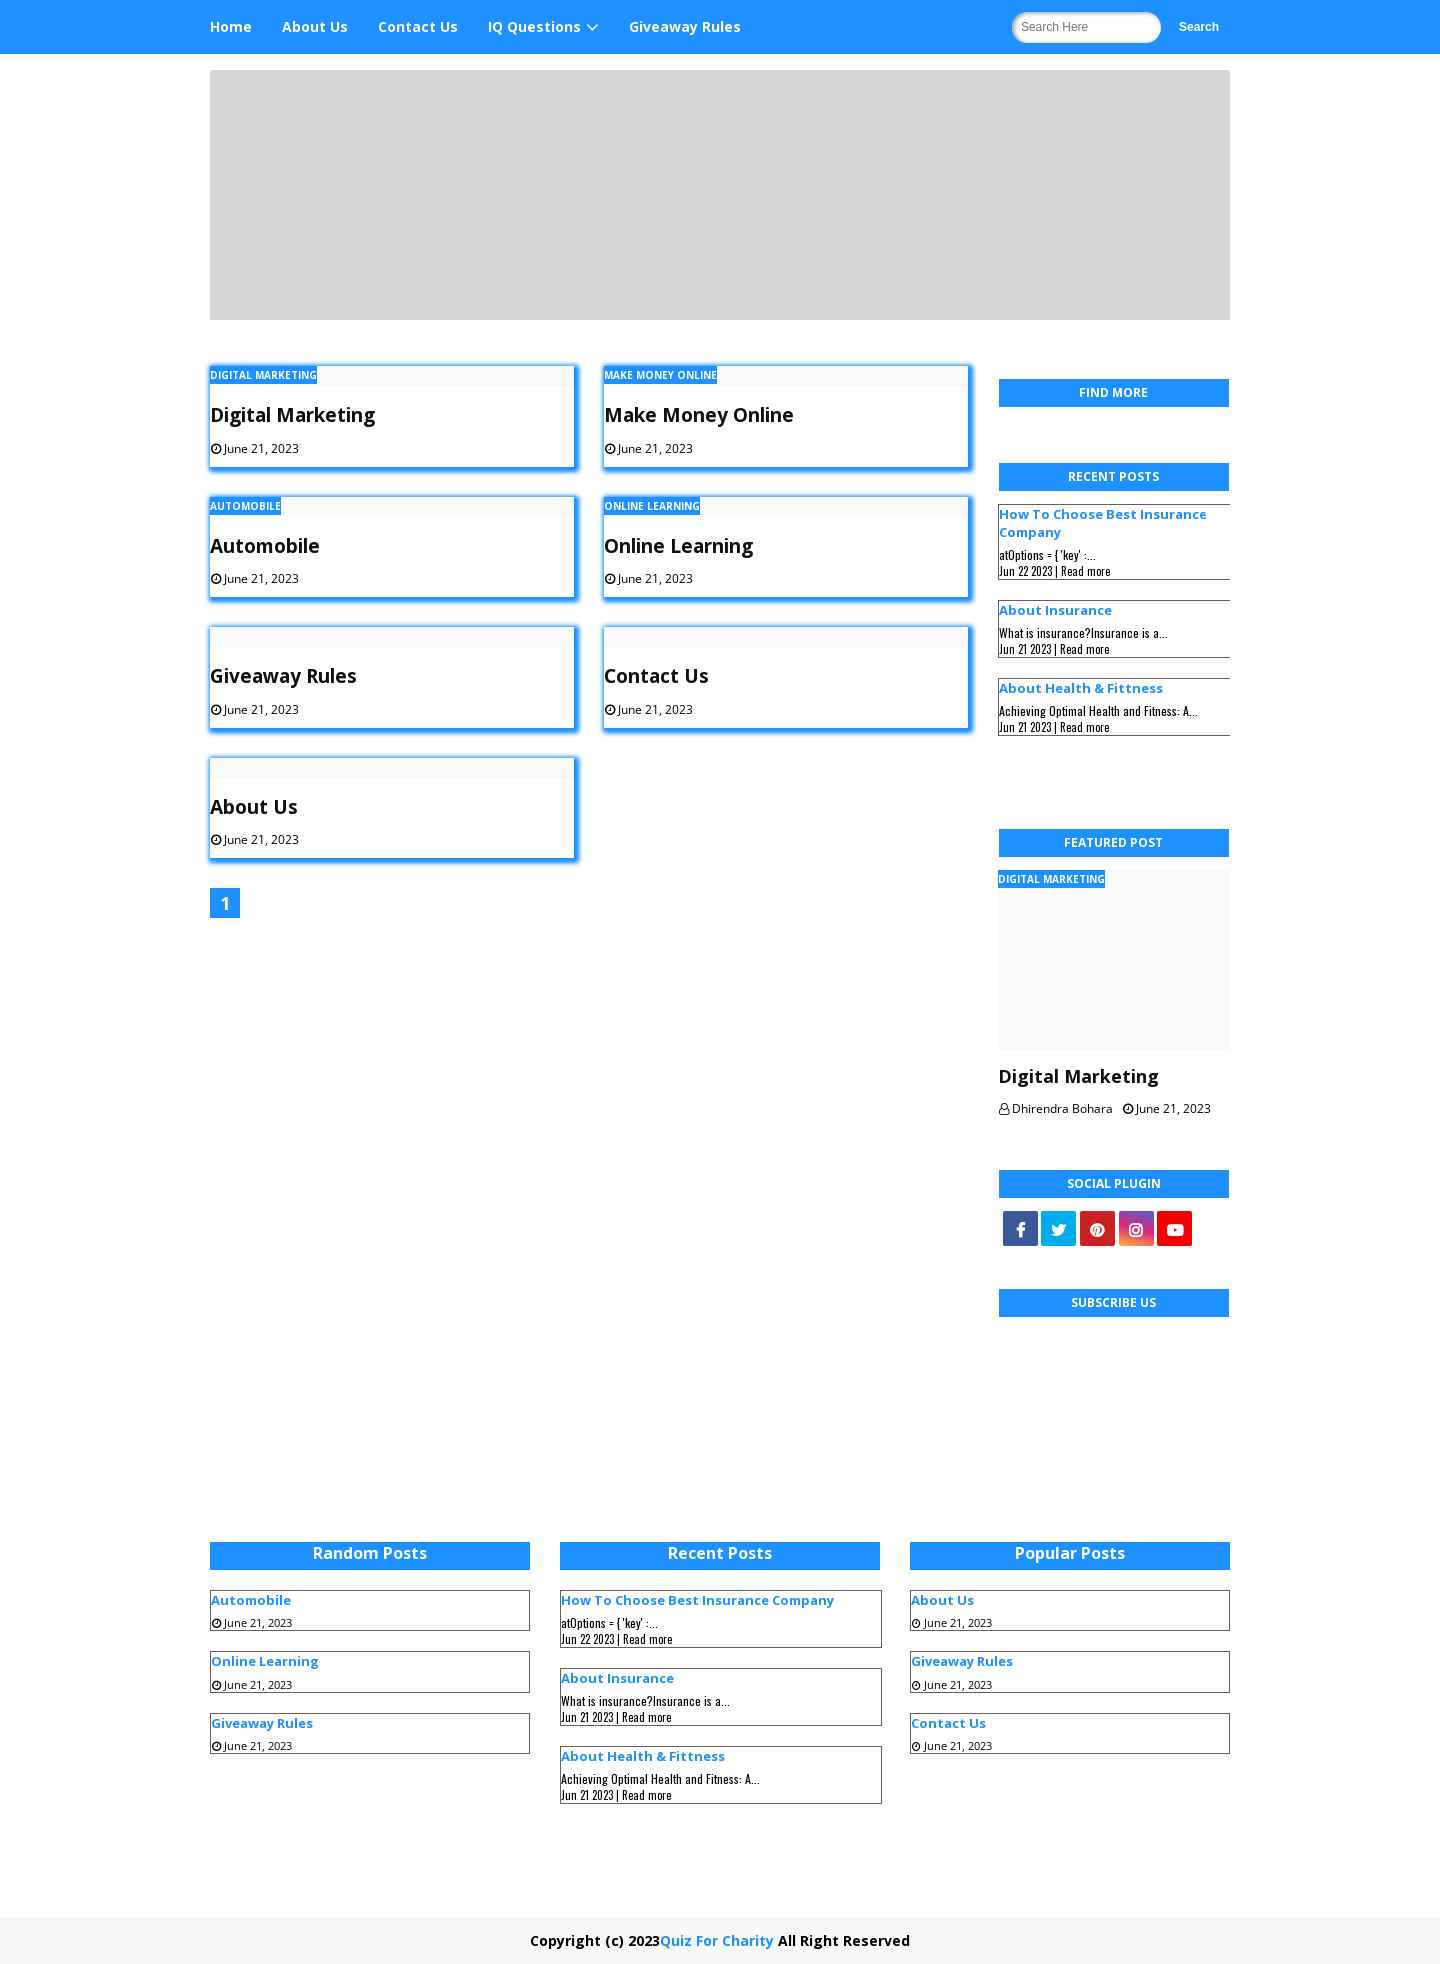 Home About Us Contact Us IQ Questions Giveaway Rules Search Here Search
DIGITAL MARKETING
Digital Marketing
June 21, 2023
MAKE MONEY ONLINE
Make Money Online
June 21, 2023
AUTOMOBILE
Automobile
June 21, 2023
ONLINE LEARNING
Online Learning
June 21, 2023
Giveaway Rules
June 21, 2023
Contact Us
June 21, 2023
About Us
June 21, 2023
1
FIND MORE
RECENT POSTS
How To Choose Best Insurance
Company
atOptions = { 'key' :...
Jun 22 2023 | Read more
About Insurance
What is insurance?Insurance is a...
Jun 21 2023 | Read more
About Health & Fittness
Achieving Optimal Health and Fitness: A...
Jun 21 2023 | Read more
FEATURED POST
DIGITAL MARKETING
Digital Marketing
Dhirendra Bohara June 21, 2023
SOCIAL PLUGIN
SUBSCRIBE US
Random Posts
Automobile
June 21, 2023
Online Learning
June 21, 2023
Giveaway Rules
June 21, 2023
Recent Posts
How To Choose Best Insurance Company
atOptions = { 'key' :...
Jun 22 2023 | Read more
About Insurance
What is insurance?Insurance is a...
Jun 21 2023 | Read more
About Health & Fittness
Achieving Optimal Health and Fitness: A...
Jun 21 2023 | Read more
Popular Posts
About Us
June 21, 2023
Giveaway Rules
June 21, 2023
Contact Us
June 21, 2023
Copyright (c) 2023Quiz For Charity All Right Reserved